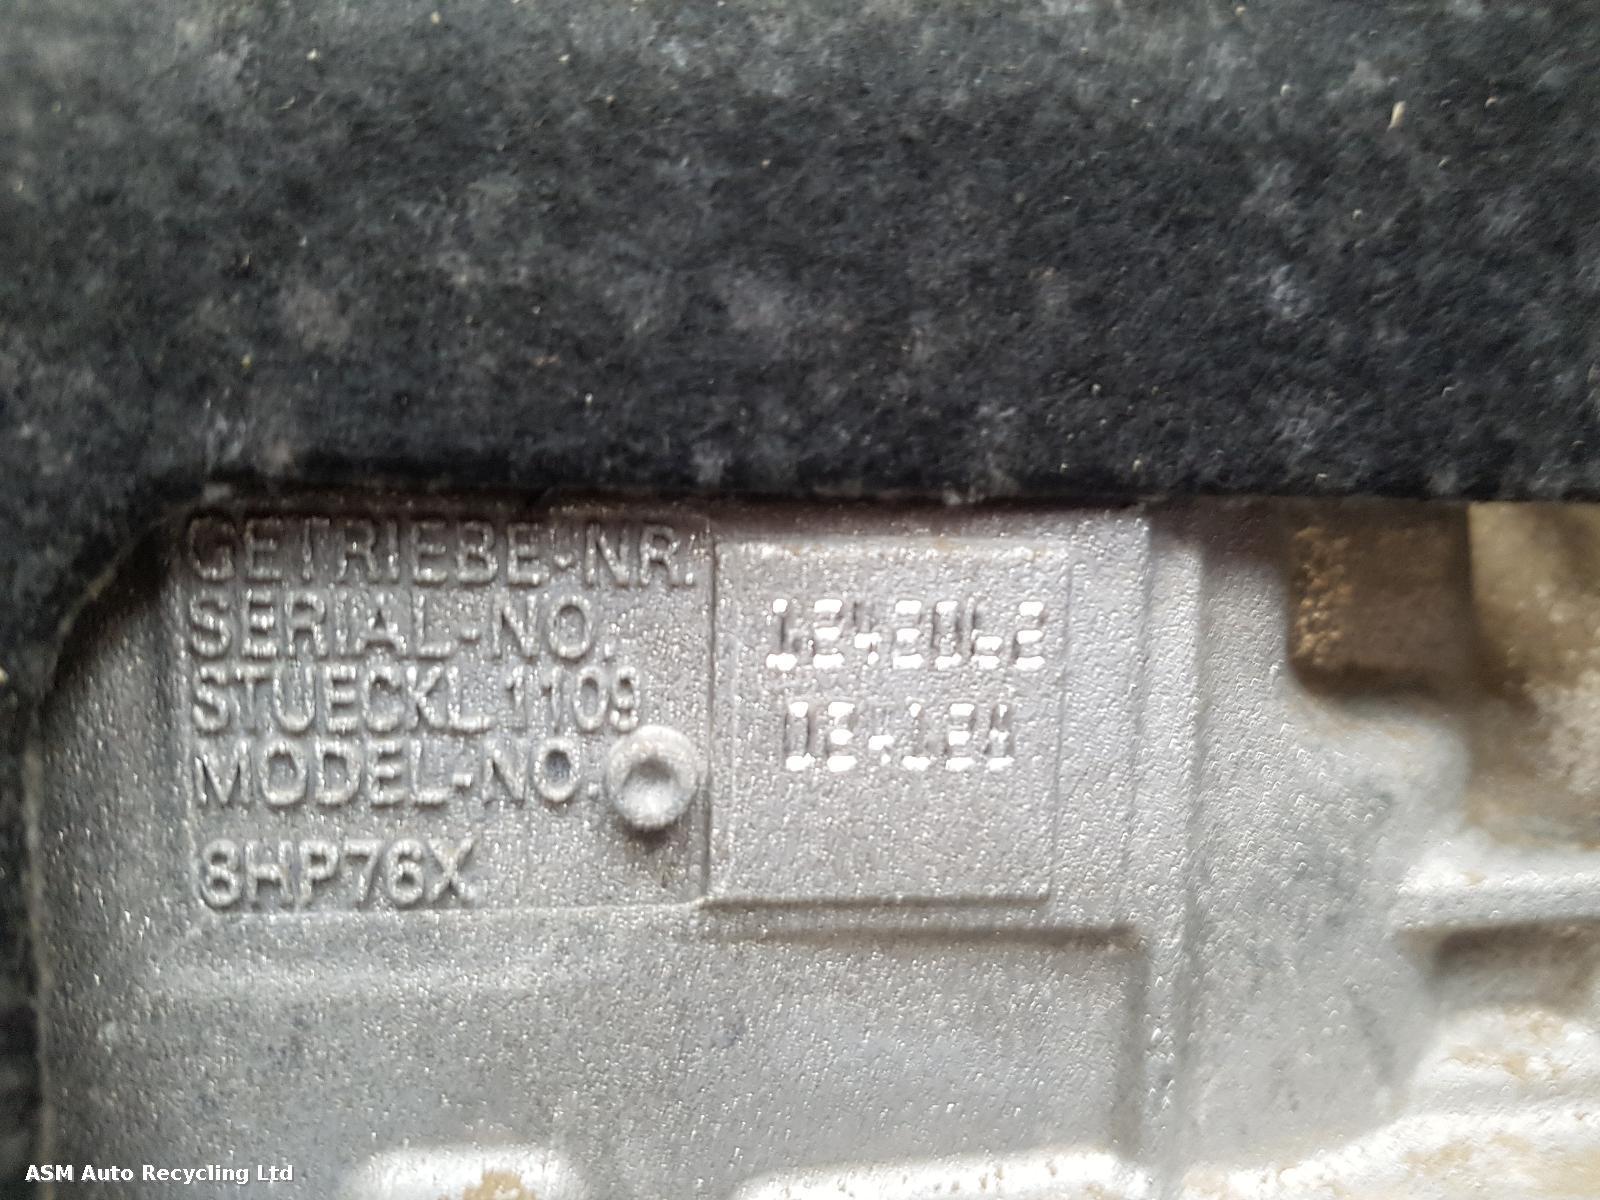 GETRIEBE-NR.
SERIAL-NO.
STUECKL.1109
MODEL-NO.
8HP76X
ASM Auto Recycling Ltd